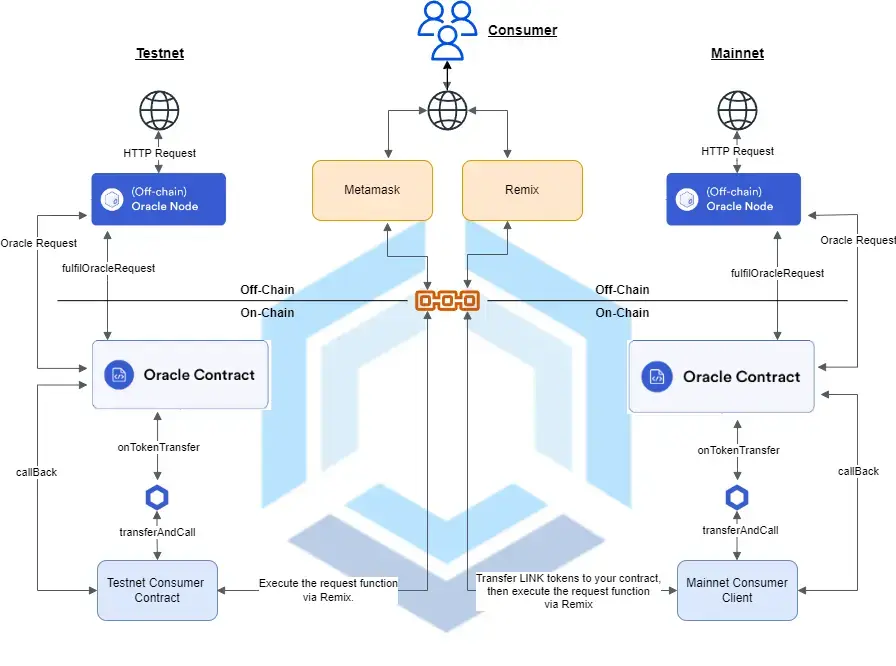 Consumer
Testnet
Mainnet
HTTP Request
HTTP Request
(Off-chain)
Oracle Node
Metamask
Remix
(Off-chain)
Oracle Node
Oracle Request
Oracle Request
fulfilOracleRequest
fulfilOracleRequest
Off-Chain
Off-Chain
On-Chain
On-Chain
Oracle Contract
Oracle Contract
onTokenTransfer
onTokenTransfer
callBack
callBack
transferAndCall
transferAndCall
Testnet Consumer
Contract
Execute the request function
via Remix.
Transfer LINK tokens to your contract,
then execute the request function
via Remix
Mainnet Consumer
Client